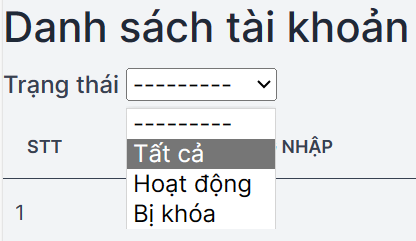 Danh sách tài khoản
Trạng thái ---------
---------
STT Tất cả NHẬP
Hoạt động
1 Bị khóa